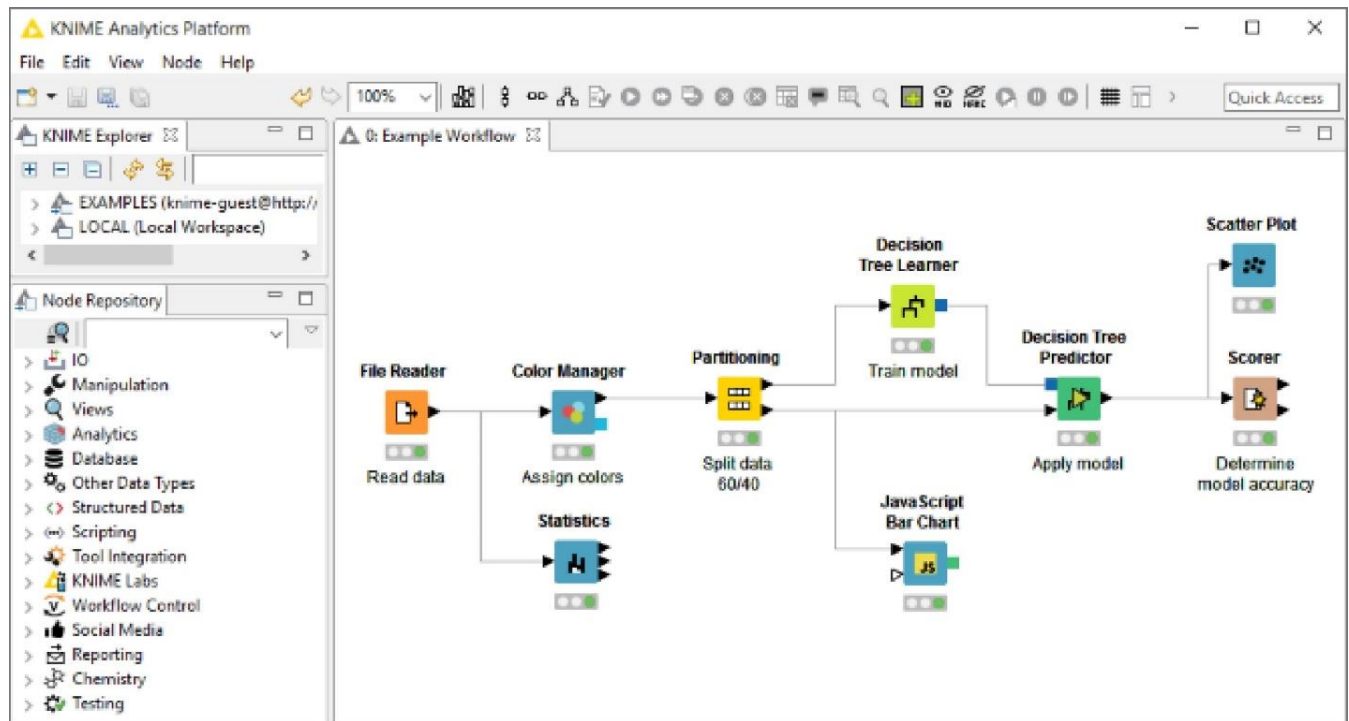 KNIME Analytics Platform
File Edit View Node Help
100%
Quick Access
KNIME Explorer
EXAMPLES (knime-guest@http://
LOCAL (Local Workspace)
Node Repository
IO
Manipulation
Views
Analytics
Database
Other Data Types
Structured Data
Scripting
Tool Integration
KNIME Labs
Workflow Control
Social Media
Reporting
Chemistry
Testing
0: Example Workflow
File Reader
Read data
Color Manager
Assign colors
Statistics
Partitioning
Split data
60/40
Decision
Tree Learner
Train model
JavaScript
Bar Chart
JS
Decision Tree
Predictor
Apply model
Scatter Plot
Scorer
Determine
model accuracy